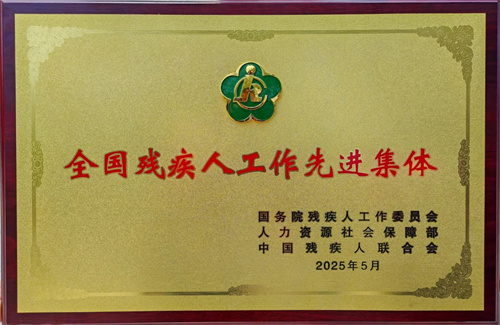 全国残疾人工作先进集体
国务院残疾人工作委员会
人力资源社会保障部
中国残疾人联合会
2025年5月